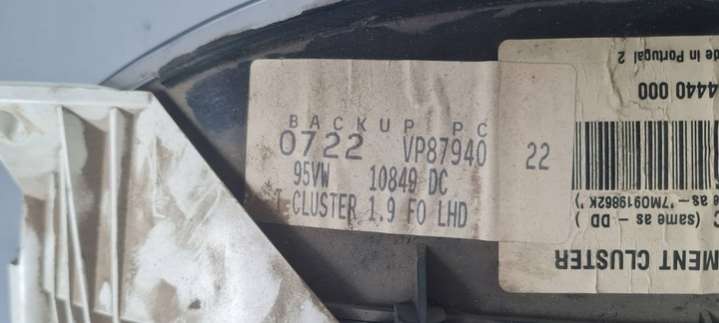 BACKUP PC
0722 VP87940 22
95VW 10849 DC
T CLUSTER 1.9 FO LHD
de in Portugal 2
4440 000
e as -'7M0919862K')
C (same as - DD )
MENT CLUSTER